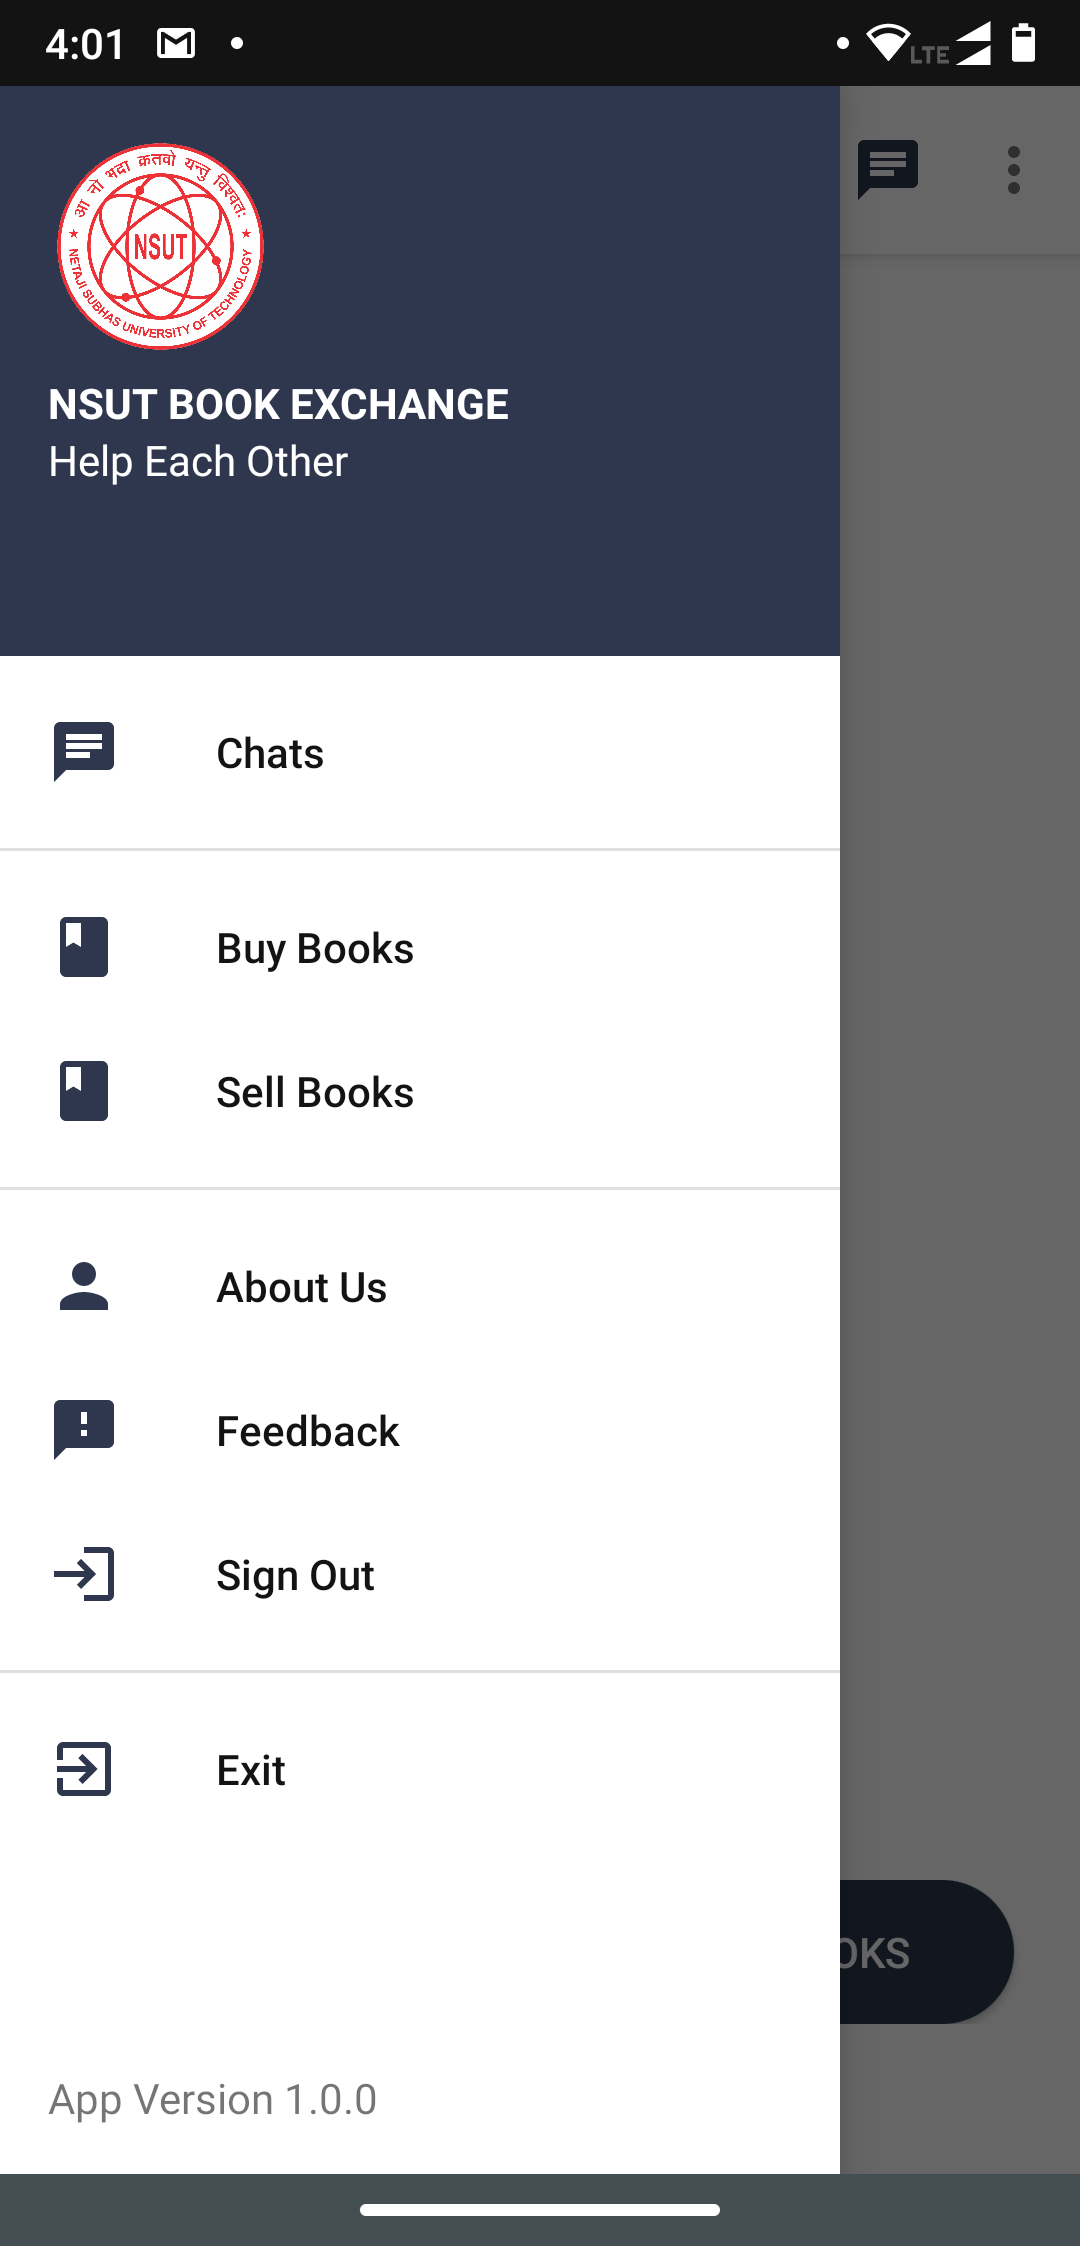 4:01
LTE
आ नो भद्रा क्रतवो यन्तु विश्वतः
NSUT
NETAJI SUBHAS UNIVERSITY OF TECHNOLOGY
NSUT BOOK EXCHANGE
Help Each Other
Chats
Buy Books
Sell Books
About Us
Feedback
Sign Out
Exit
OKS
App Version 1.0.0